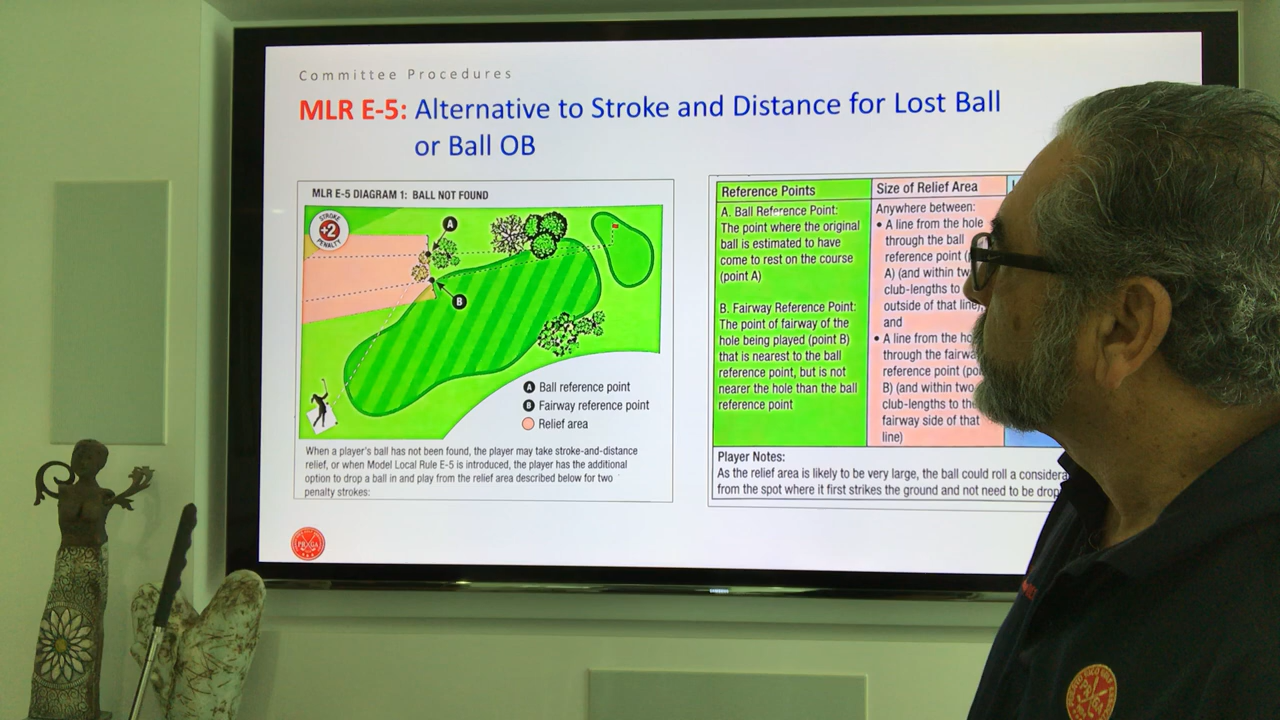 Committee Procedures
MLR E-5: Alternative to Stroke and Distance for Lost Ball
or Ball OB
MLR E-5 DIAGRAM 1: BALL NOT FOUND
STROKE
+2
PENALTY
A
B
A Ball reference point
B Fairway reference point
Relief area
When a player's ball has not been found, the player may take stroke-and-distance
relief, or when Model Local Rule E-5 is introduced, the player has the additional
option to drop a ball in and play from the relief area described below for two
penalty strokes:
Reference Points
A. Ball Reference Point:
The point where the original
ball is estimated to have
come to rest on the course
(point A)
B. Fairway Reference Point:
The point of fairway of the
hole being played (point B)
that is nearest to the ball
reference point, but is not
nearer the hole than the ball
reference point
Size of Relief Area
Anywhere between:
• A line from the hole
through the ball
reference point (
A) (and within tw
club-lengths to
outside of that line)
and
• A line from the ho
through the fairwa
reference point (po
B) (and within two
club-lengths to the
fairway side of that
line)
Player Notes:
As the relief area is likely to be very large, the ball could roll a considera
from the spot where it first strikes the ground and not need to be drop